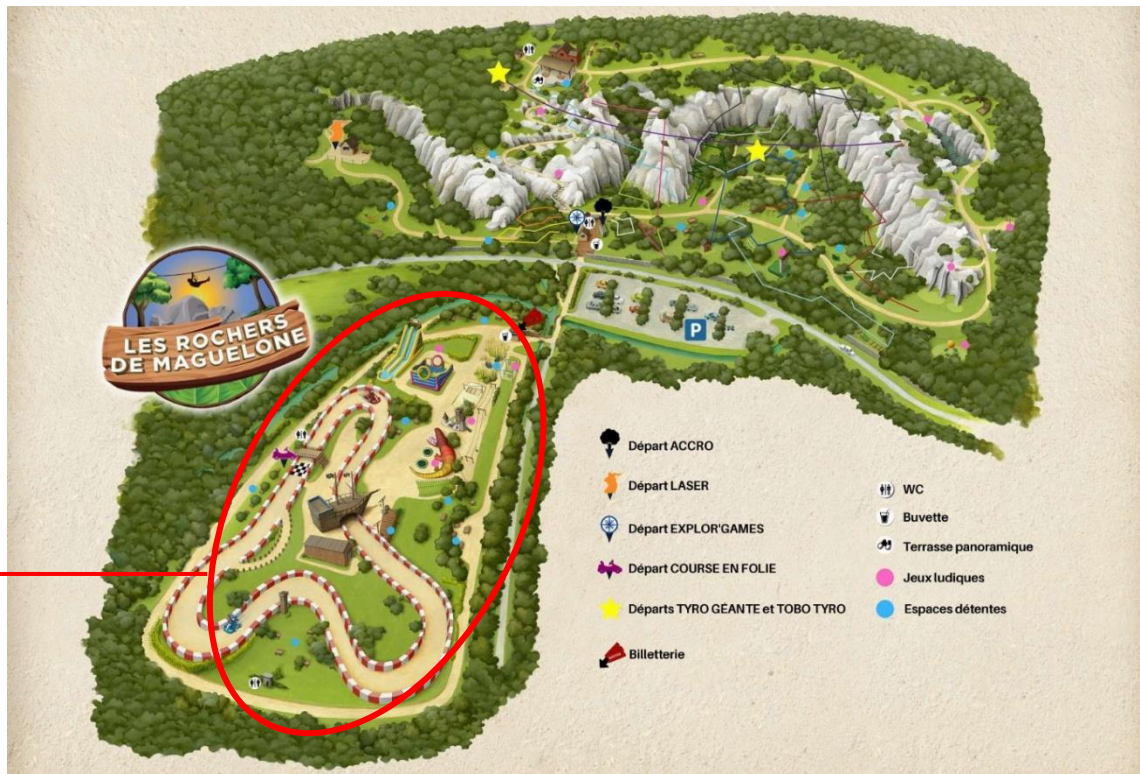 LES ROCHERS
DE MAGUELONE
P
Départ ACCRO
Départ LASER
Départ EXPLOR'GAMES
Départ COURSE EN FOLIE
Départs TYRO GÉANTE et TOBO TYRO
Billetterie
WC
Buvette
Terrasse panoramique
Jeux ludiques
Espaces détentes